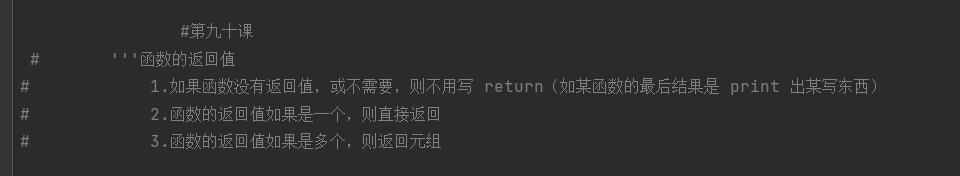 #第九十课
# '''函数的返回值
# 1.如果函数没有返回值，或不需要，则不用写 return（如某函数的最后结果是 print 出某写东西）
# 2.函数的返回值如果是一个，则直接返回
# 3.函数的返回值如果是多个，则返回元组